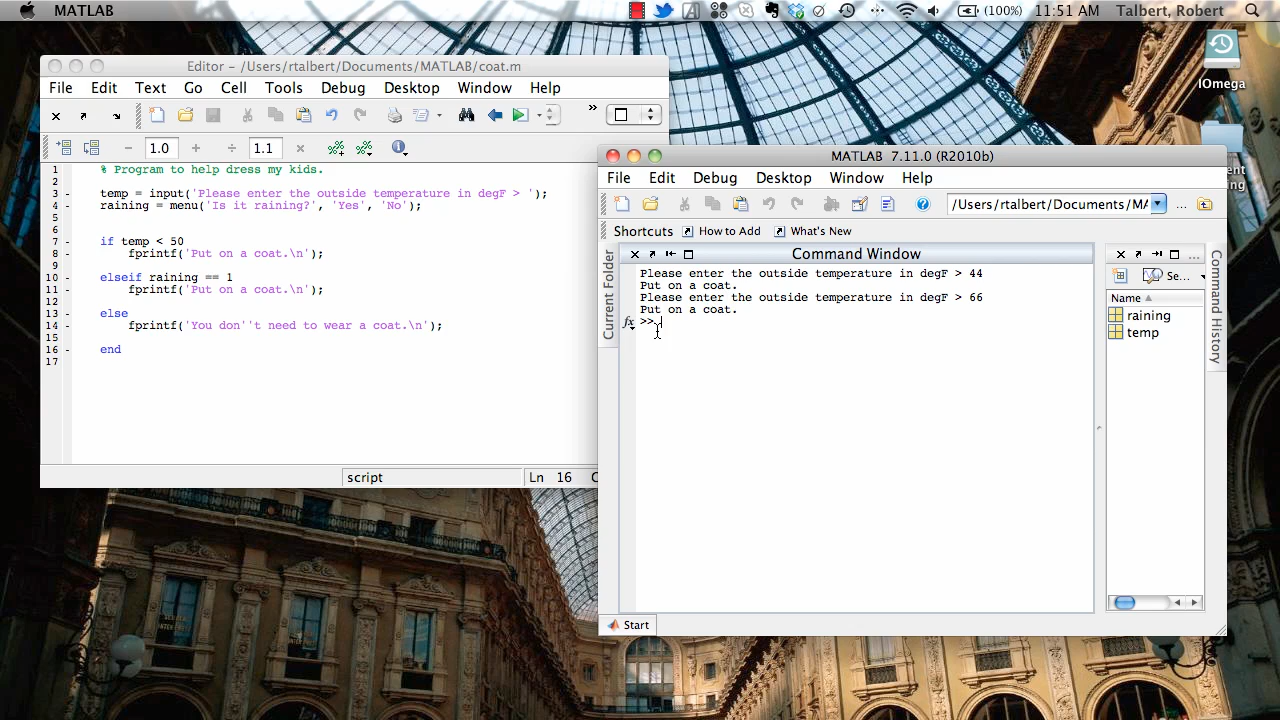 MATLAB
(100%)
11:51 AM
Talbert, Robert
IOmega
Editor - /Users/rtalbert/Documents/MATLAB/coat.m
File Edit Text Go Cell Tools Debug Desktop Window Help
»
1.0
1.1
1 % Program to help dress my kids.
2
3 - temp = input('Please enter the outside temperature in degF > ');
4 - raining = menu('Is it raining?', 'Yes', 'No');
5
6
7 - if temp < 50
8 - fprintf('Put on a coat.\n');
9
10 - elseif raining == 1
11 - fprintf('Put on a coat.\n');
12
13 - else
14 - fprintf('You don''t need to wear a coat.\n');
15
16 - end
17
script
Ln 16
MATLAB 7.11.0 (R2010b)
File Edit Debug Desktop Window Help
/Users/rtalbert/Documents/MA
...
Shortcuts How to Add What's New
Current Folder
Command Window
Please enter the outside temperature in degF > 44
Put on a coat.
Please enter the outside temperature in degF > 66
Put on a coat.
fx >>
...
Se...
Name
raining
temp
Command History
Start